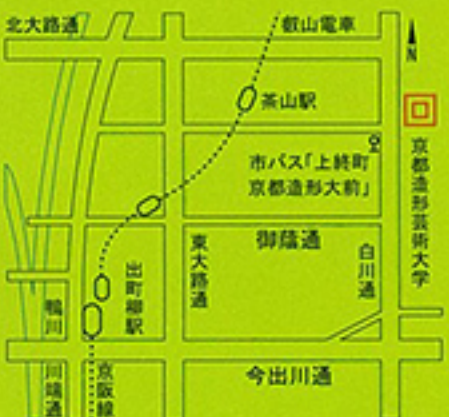 北大路通
叡山電車
N
茶山駅
市バス「上終町
京都造形大前」
京都造形芸術大学
御蔭通
東大路通
白川通
出町柳駅
鴨川
川端通
京阪線
今出川通